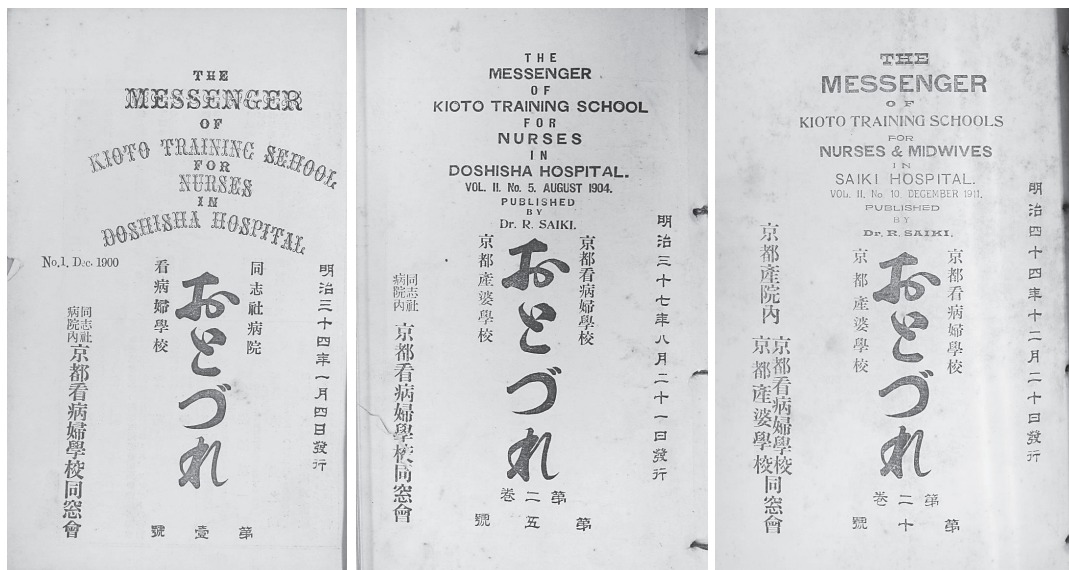 THE
MESSENGER
OF
KIOTO TRAINING SEHOOL
FOR
NURSES
IN
DOSHISHA HOSPITAL
No.1. Dec. 1900
明治三十四年一月四日發行
同志社病院
看病婦學校
おとづれ
同志社
病院內
京都看病婦學校同窓會
第壹號
THE
MESSENGER
OF
KIOTO TRAINING SCHOOL
FOR
NURSES
IN
DOSHISHA HOSPITAL.
VOL. II. No. 5. AUGUST 1904.
PUBLISHED
BY
Dr. R. SAIKI.
明治三十七年八月二十一日發行
京都看病婦學校
京都產婆學校
おとづれ
同志社
病院內
京都看病婦學校同窓會
第二卷
第五號
THE
MESSENGER
OF
KIOTO TRAINING SCHOOLS
FOR
NURSES & MIDWIVES
IN
SAIKI HOSPITAL.
VOL. II. No. 10. DECEMBER 1911.
PUBLISHED
BY
Dr. R. SAIKI.
明治四十四年十二月二十日發行
京都看病婦學校
京都產婆學校
おとづれ
京都產院內
京都看病婦學校
京都產婆學校
同窓會
第二卷
第十號